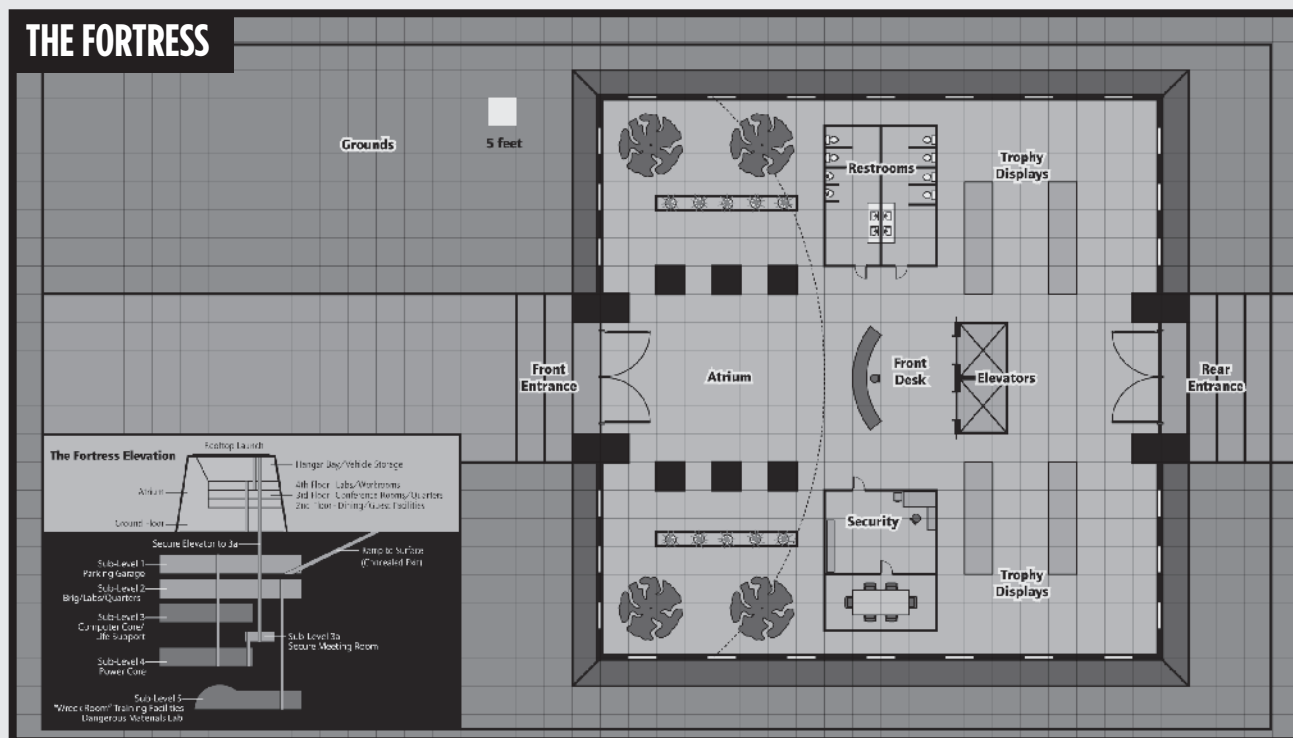 THE FORTRESS
Grounds
5 feet
Restrooms
Trophy
Displays
Front
Entrance
Atrium
Front
Desk
Elevators
Rear
Entrance
Security
Trophy
Displays
The Fortress Elevation
Rooftop Launch
Hangar Bay/Vehicle Storage
Atrium
4th Floor - Labs/Workrooms
3rd Floor - Conference Rooms/Quarters
2nd Floor - Dining/Guest Facilities
Ground Floor
Secure Elevator to 3a
Ramp to Surface
(Concealed Exit)
Sub-Level 1
Parking Garage
Sub-Level 2
Brig/Labs/Quarters
Sub-Level 3
Computer Core/
Life Support
Sub-Level 3a
Secure Meeting Room
Sub-Level 4
Power Core
Sub-Level 5
"Wreck Room" Training Facilities
Dangerous Materials Lab